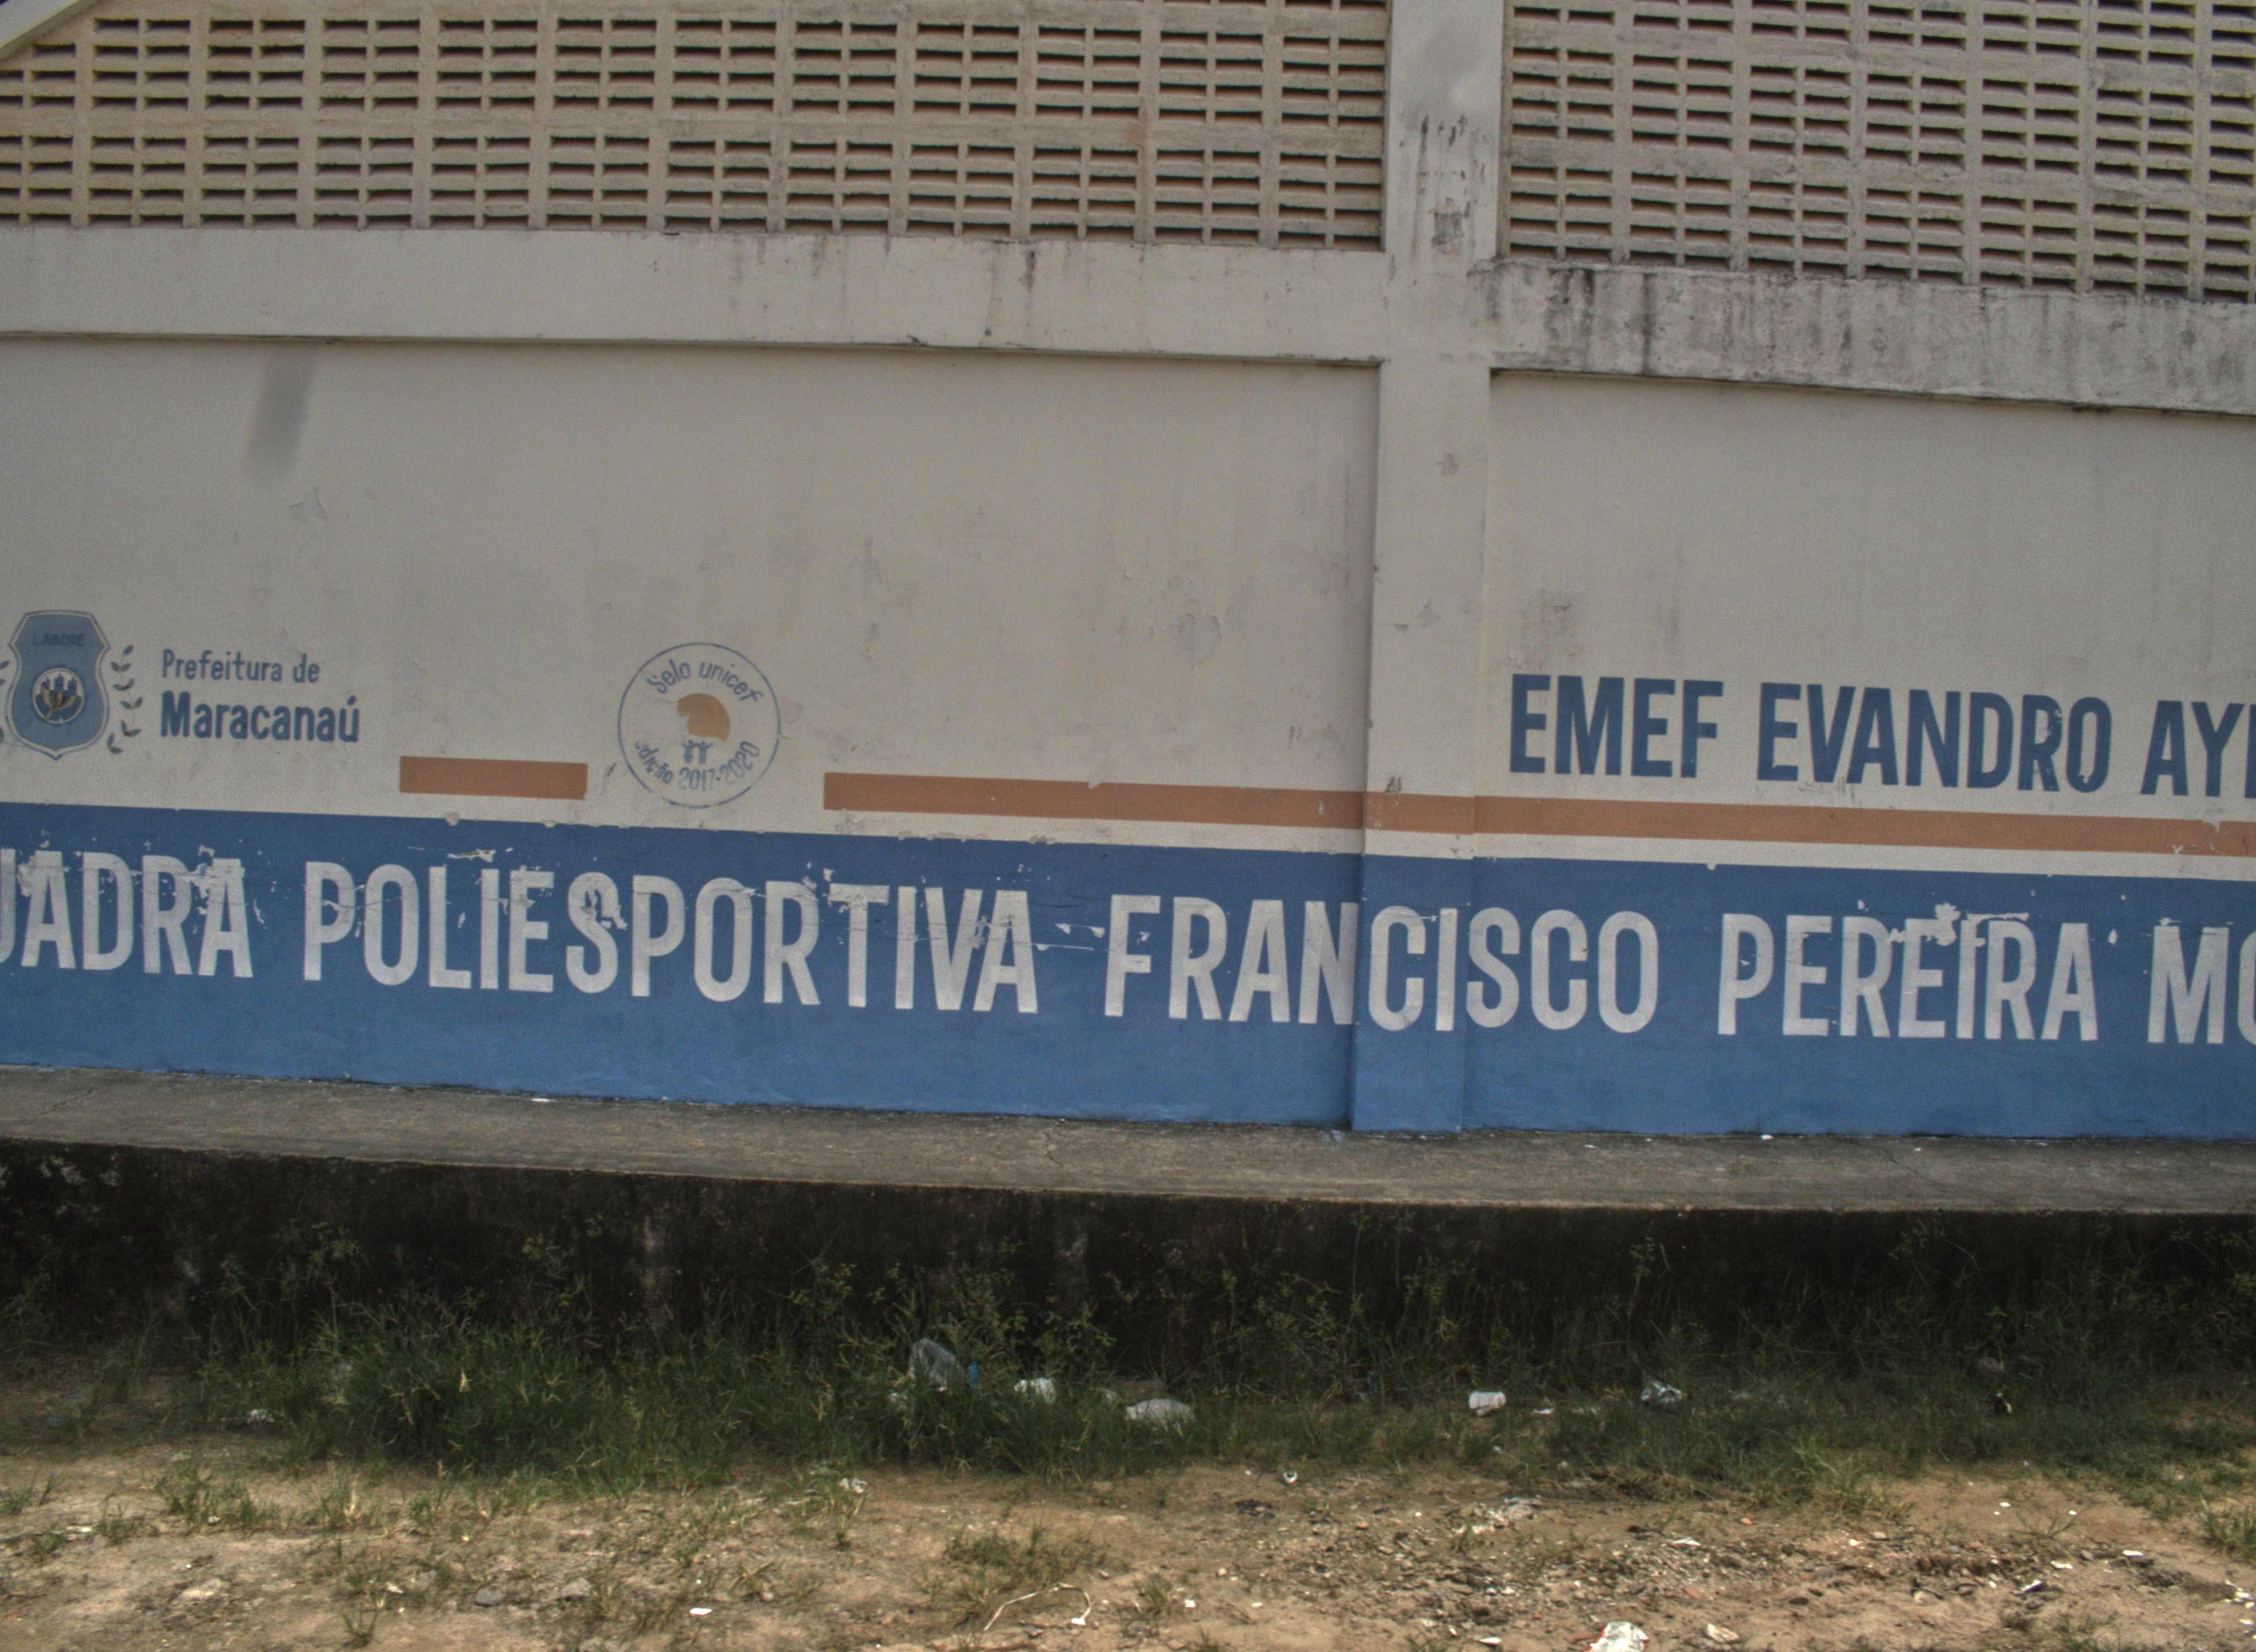 LABORE
Prefeitura de
Maracanaú
Selo unicef
edição 2017-2020
EMEF EVANDRO AY
UADRA POLIESPORTIVA FRANCISCO PEREIRA MO